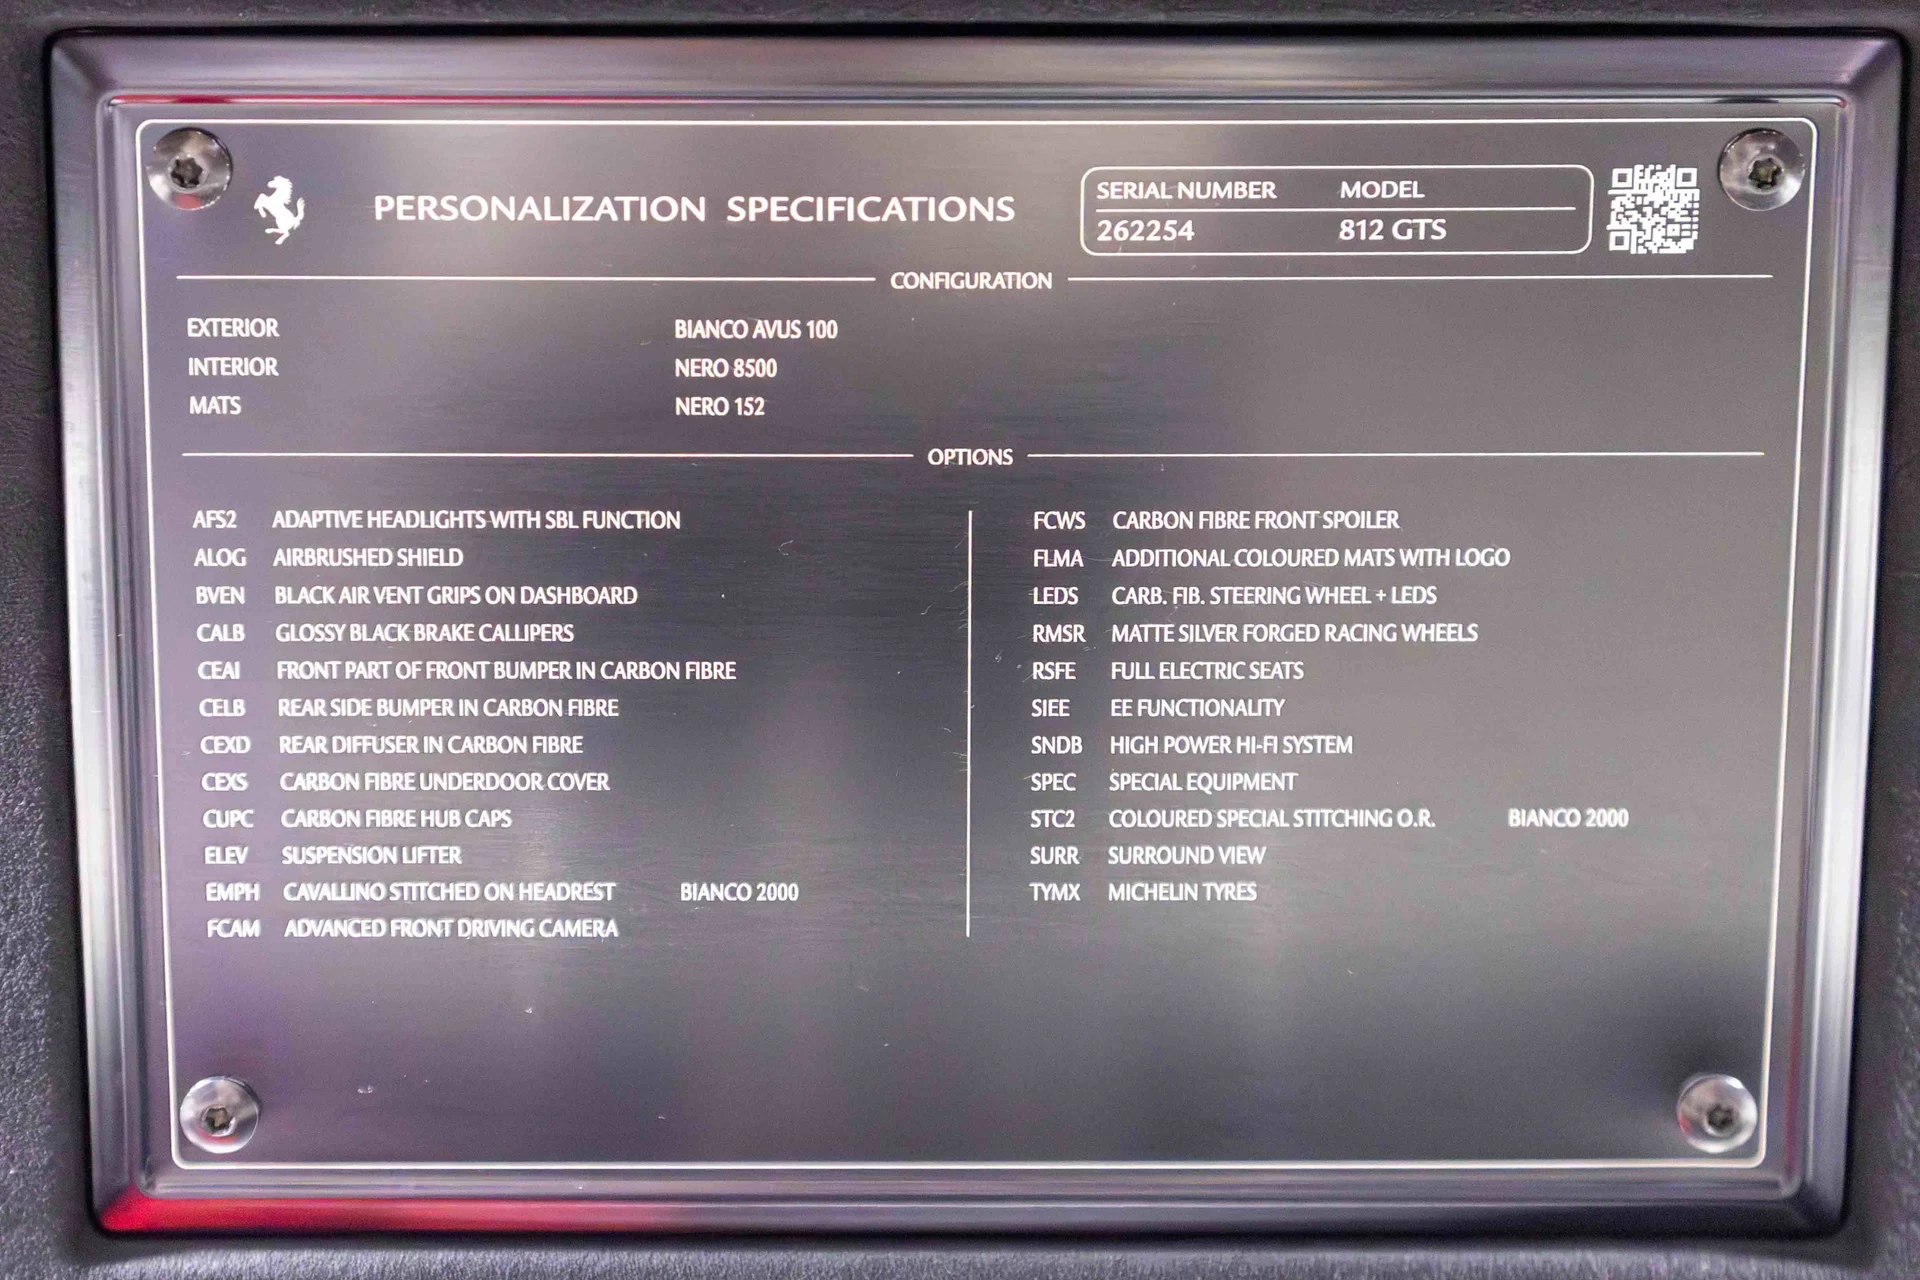 PERSONALIZATION SPECIFICATIONS
SERIAL NUMBER MODEL
262254 812 GTS
CONFIGURATION
EXTERIOR BIANCO AVUS 100
INTERIOR NERO 8500
MATS NERO 152
OPTIONS
AFS2 ADAPTIVE HEADLIGHTS WITH SBL FUNCTION
ALOG AIRBRUSHED SHIELD
BVEN BLACK AIR VENT GRIPS ON DASHBOARD
CALB GLOSSY BLACK BRAKE CALLIPERS
CEAI FRONT PART OF FRONT BUMPER IN CARBON FIBRE
CELB REAR SIDE BUMPER IN CARBON FIBRE
CEXD REAR DIFFUSER IN CARBON FIBRE
CEXS CARBON FIBRE UNDERDOOR COVER
CUPC CARBON FIBRE HUB CAPS
ELEV SUSPENSION LIFTER
EMPH CAVALLINO STITCHED ON HEADREST BIANCO 2000
FCAM ADVANCED FRONT DRIVING CAMERA
FCWS CARBON FIBRE FRONT SPOILER
FLMA ADDITIONAL COLOURED MATS WITH LOGO
LEDS CARB. FIB. STEERING WHEEL + LEDS
RMSR MATTE SILVER FORGED RACING WHEELS
RSFE FULL ELECTRIC SEATS
SIEE EE FUNCTIONALITY
SNDB HIGH POWER HI-FI SYSTEM
SPEC SPECIAL EQUIPMENT
STC2 COLOURED SPECIAL STITCHING O.R. BIANCO 2000
SURR SURROUND VIEW
TYMX MICHELIN TYRES